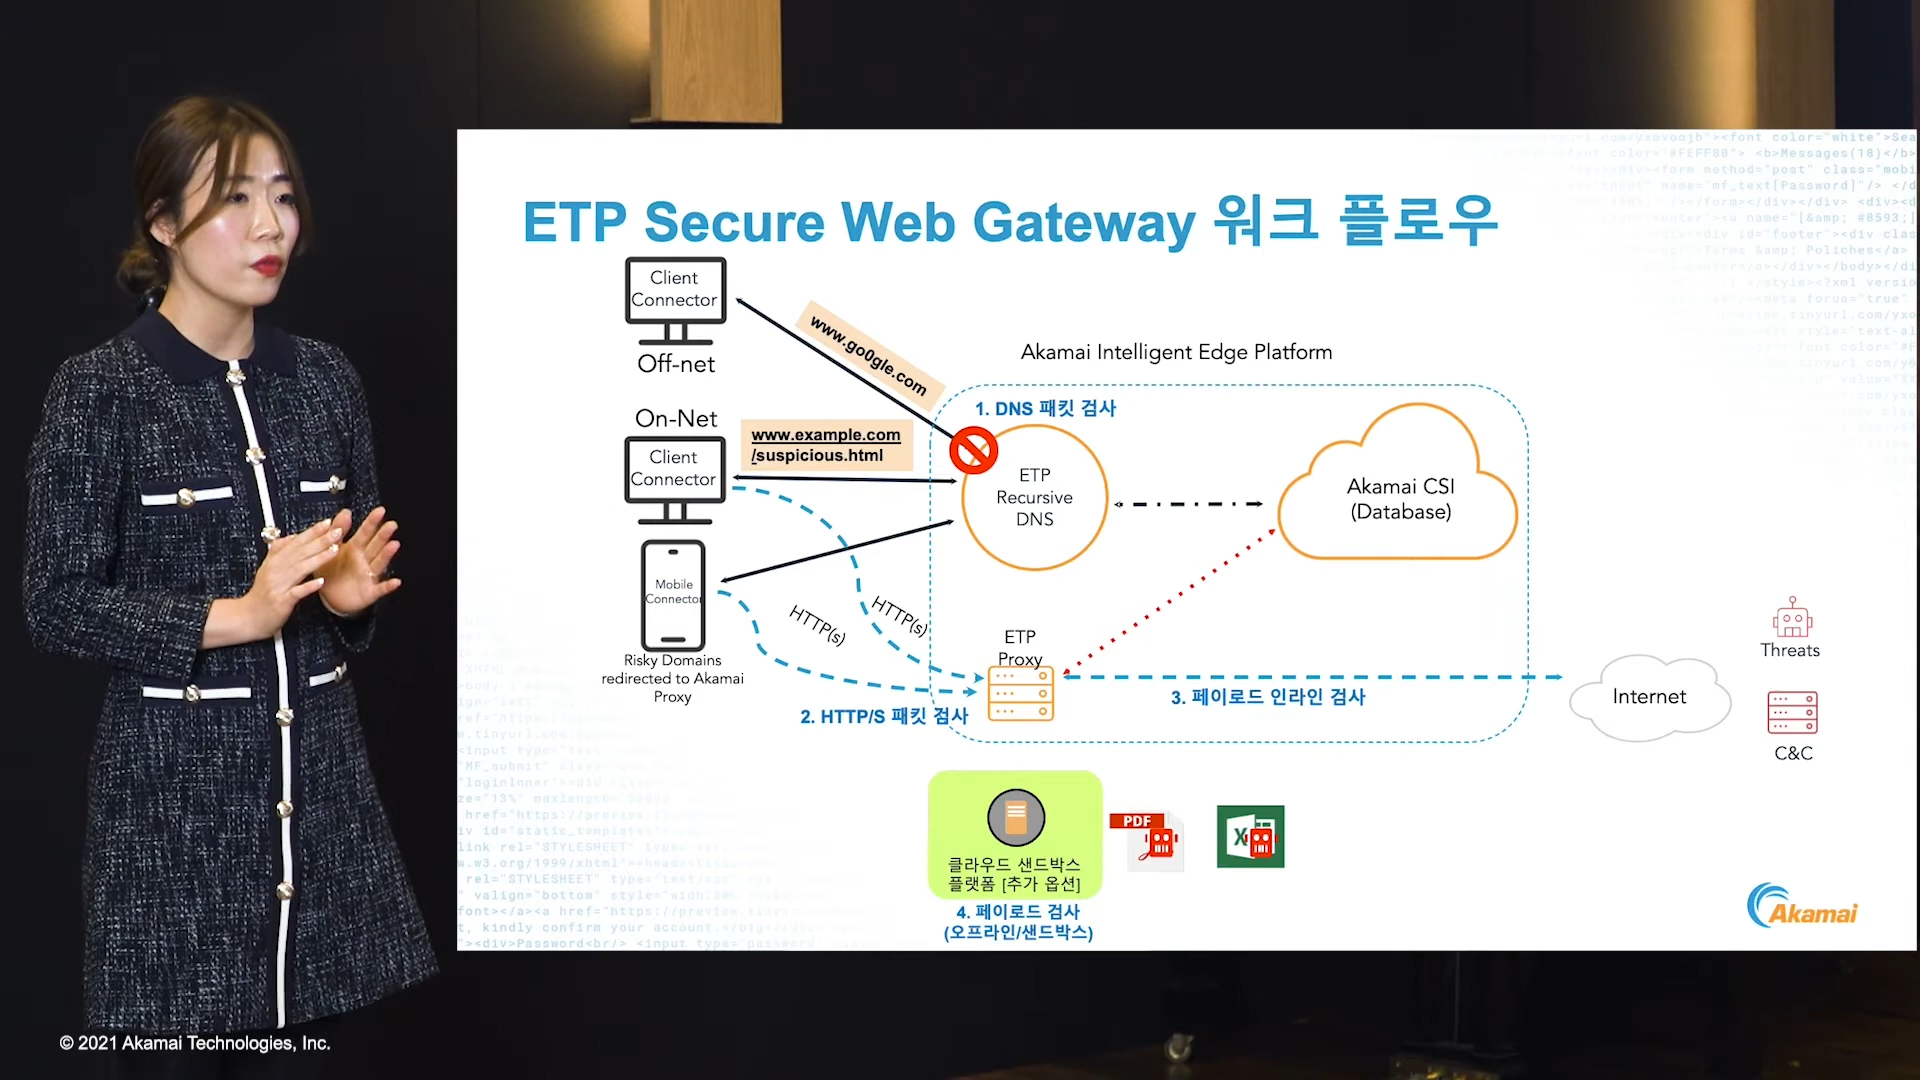 ETP Secure Web Gateway 워크 플로우
Client
Connector
Off-net
www.go0gle.com
Akamai Intelligent Edge Platform
On-Net
Client
Connector
www.example.com
/suspicious.html
1. DNS 패킷 검사
ETP
Recursive
DNS
Akamai CSI
(Database)
Mobile
Connector
HTTP(s)
HTTP(s)
Risky Domains
redirected to Akamai
Proxy
ETP
Proxy
2. HTTP/S 패킷 검사
3. 페이로드 인라인 검사
Internet
Threats
C&C
클라우드 샌드박스
플랫폼 [추가 옵션]
PDF
X
4. 페이로드 검사
(오프라인/샌드박스)
Akamai
© 2021 Akamai Technologies, Inc.